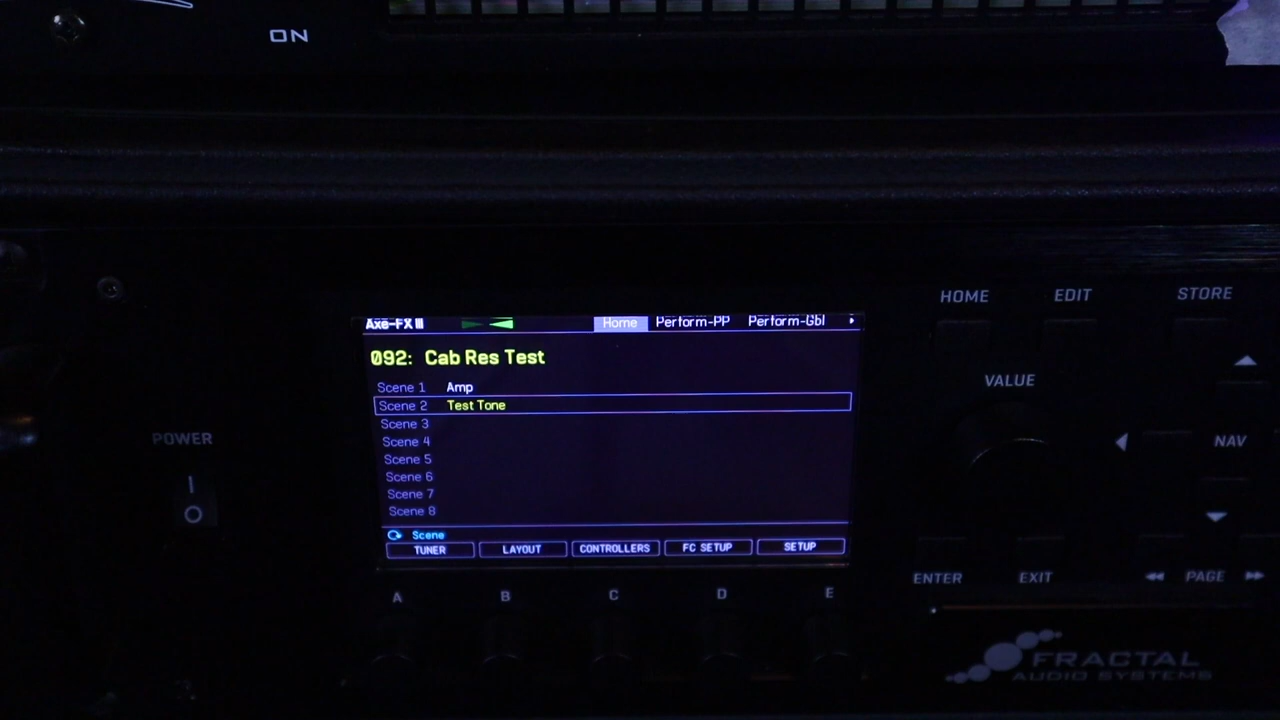 ON
HOME EDIT STORE
Axe-FX III Home Perform-PP Perform-Gbl
092: Cab Res Test
Scene 1 Amp
Scene 2 Test Tone
Scene 3
Scene 4
Scene 5
Scene 6
Scene 7
Scene 8
Scene
TUNER LAYOUT CONTROLLERS FC SETUP SETUP
VALUE
POWER
NAV
ENTER EXIT PAGE
A B C D E
FRACTAL
AUDIO SYSTEMS